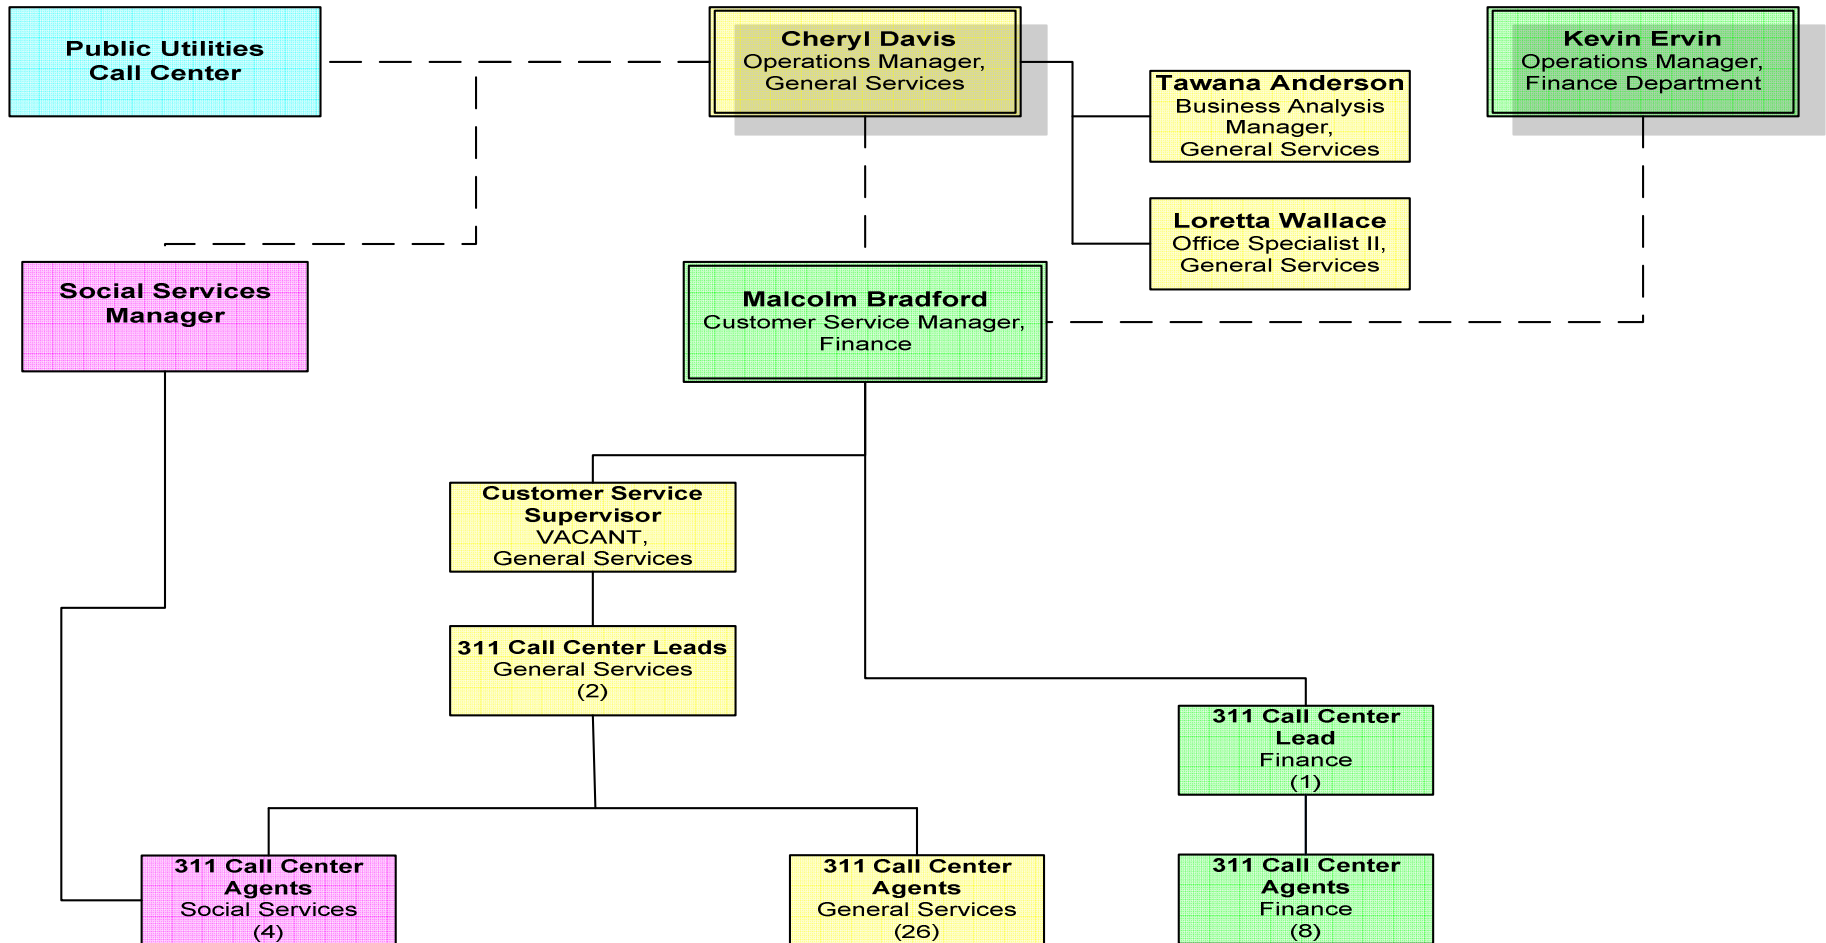 Public Utilities
Call Center
Cheryl Davis
Operations Manager,
General Services
Kevin Ervin
Operations Manager,
Finance Department
Tawana Anderson
Business Analysis
Manager,
General Services
Loretta Wallace
Office Specialist II,
General Services
Social Services
Manager
Malcolm Bradford
Customer Service Manager,
Finance
Customer Service
Supervisor
VACANT,
General Services
311 Call Center Leads
General Services
(2)
311 Call Center
Lead
Finance
(1)
311 Call Center
Agents
Social Services
(4)
311 Call Center
Agents
General Services
(26)
311 Call Center
Agents
Finance
(8)